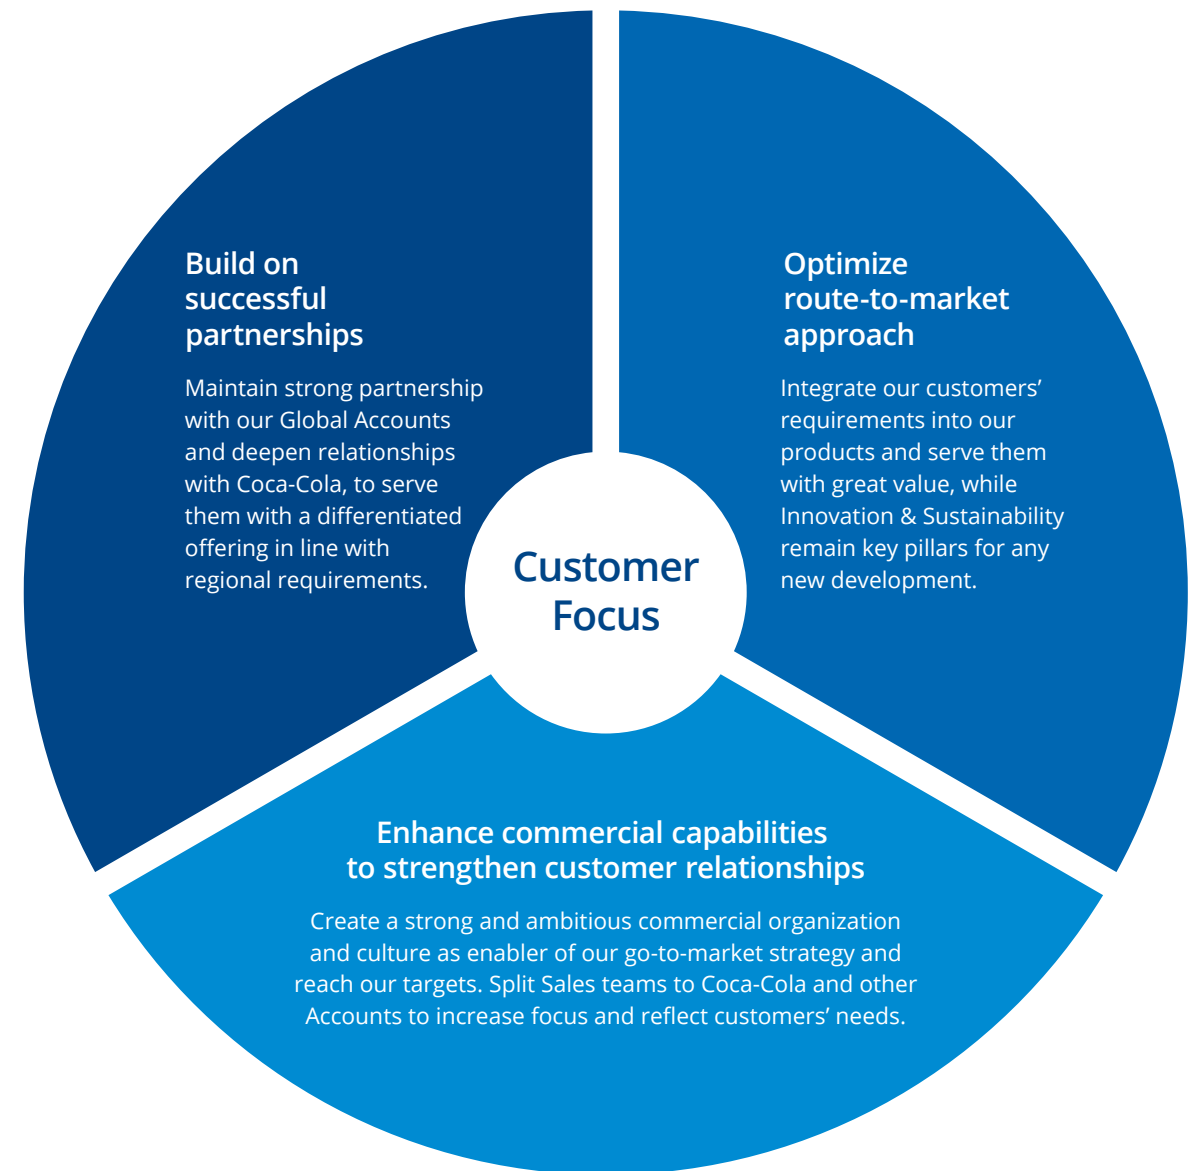 Build on
successful
partnerships
Maintain strong partnership
with our Global Accounts
and deepen relationships
with Coca-Cola, to serve
them with a differentiated
offering in line with
regional requirements.
Optimize
route-to-market
approach
Integrate our customers’
requirements into our
products and serve them
with great value, while
Innovation & Sustainability
remain key pillars for any
new development.
Customer
Focus
Enhance commercial capabilities
to strengthen customer relationships
Create a strong and ambitious commercial organization
and culture as enabler of our go-to-market strategy and
reach our targets. Split Sales teams to Coca-Cola and other
Accounts to increase focus and reflect customers’ needs.